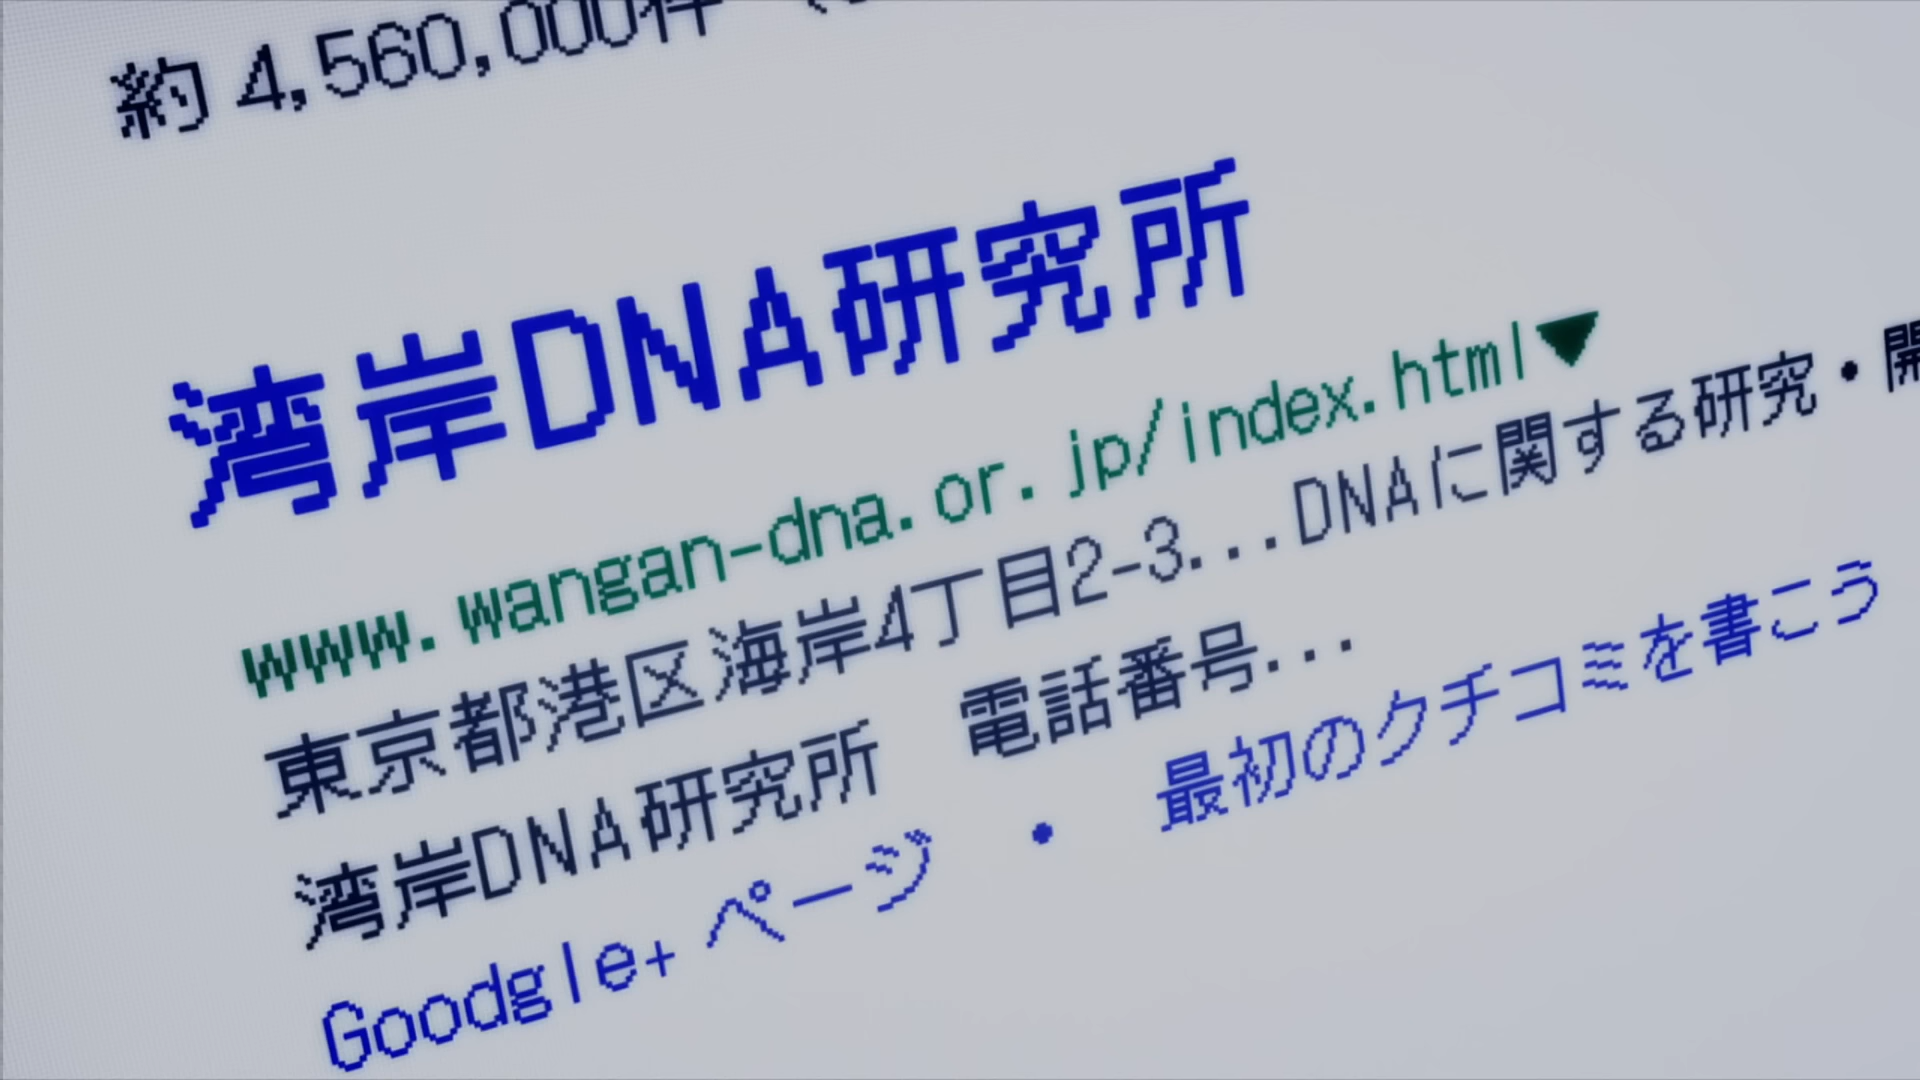 約 4,560,000件
湾岸DNA研究所
www.wangan-dna.or.jp/index.html▼
東京都港区海岸4丁目2-3...DNAに関する研究・開
湾岸DNA研究所　電話番号...
Goodgle+ ページ ・ 最初のクチコミを書こう